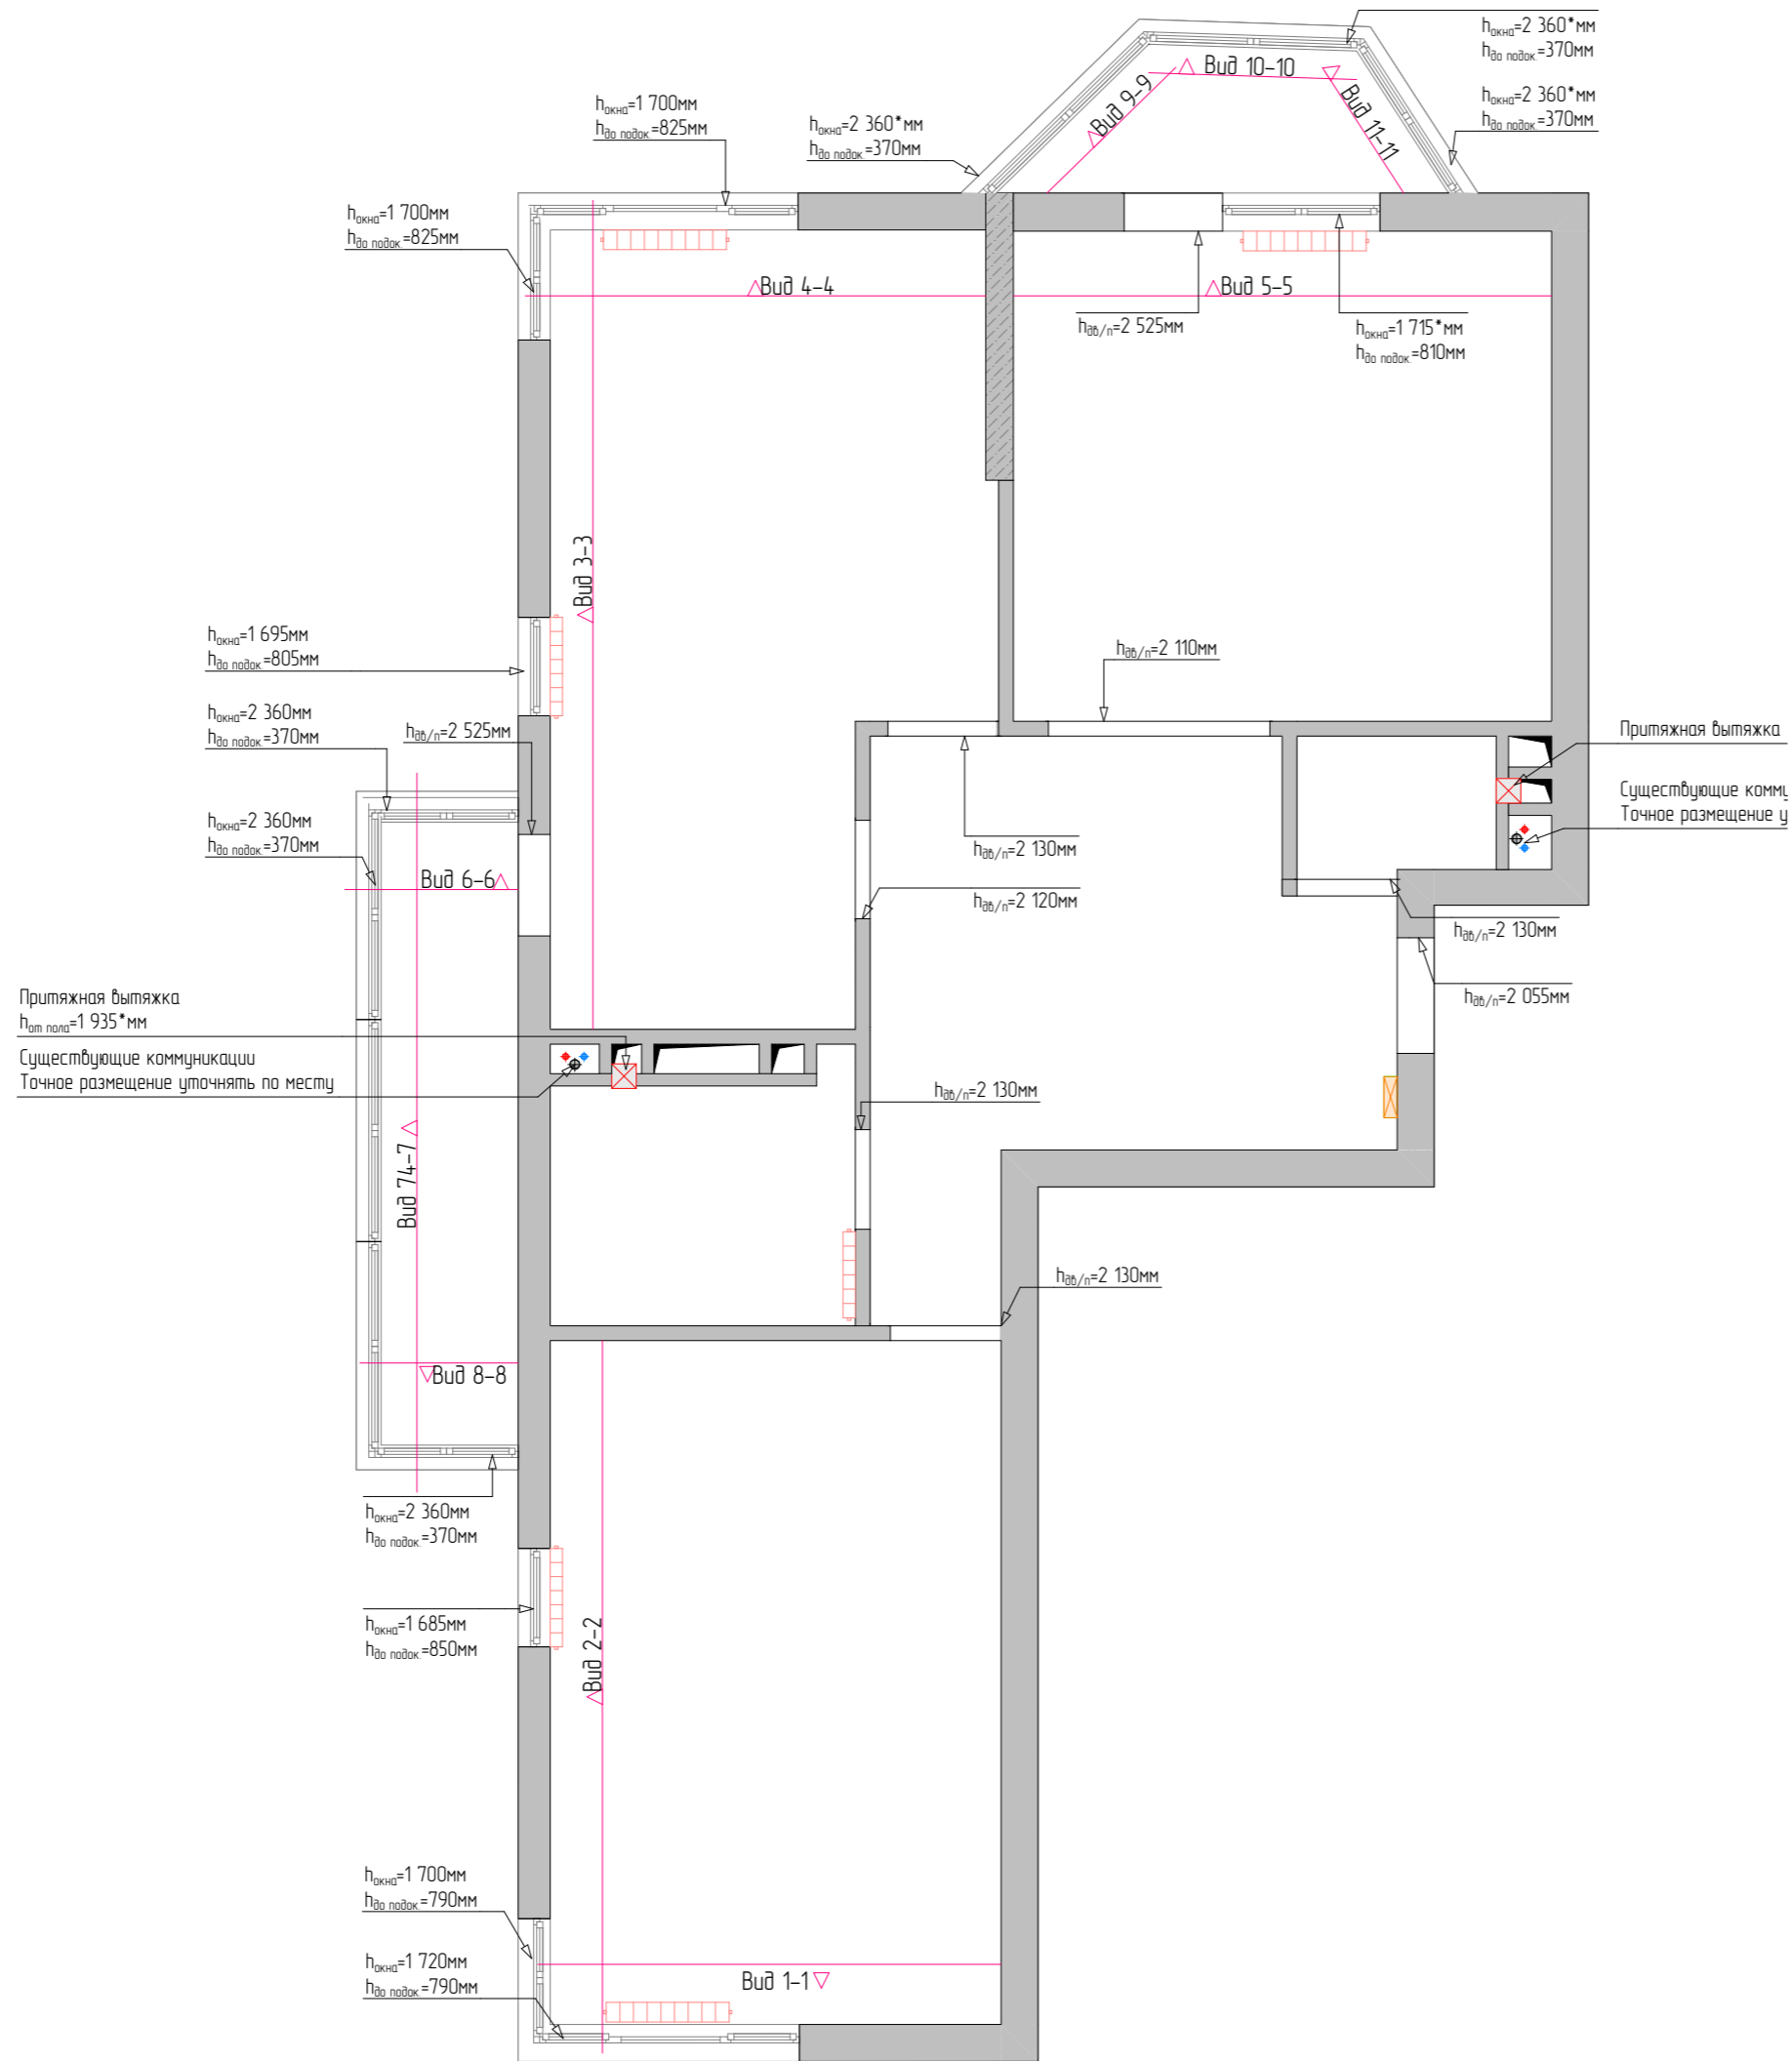 hокна=2 360*мм
hдо подок.=370мм
hокна=2 360*мм
hдо подок.=370мм
Вид 10-10
Вид 9-9
Вид 11-11
hокна=1 700мм
hдо подок.=825мм
hокна=2 360*мм
hдо подок.=370мм
hокна=1 700мм
hдо подок.=825мм
Вид 4-4
Вид 5-5
hдв/п=2 525мм
hокна=1 715*мм
hдо подок.=810мм
Вид 3-3
hокна=1 695мм
hдо подок.=805мм
hдв/п=2 110мм
hокна=2 360мм
hдо подок.=370мм
hдв/п=2 525мм
Притяжная вытяжка
Существующие комму
Точное размещение у
hокна=2 360мм
hдо подок.=370мм
hдв/п=2 130мм
Вид 6-6
hдв/п=2 120мм
hдв/п=2 130мм
hдв/п=2 055мм
Притяжная вытяжка
hот пола=1 935*мм
Существующие коммуникации
Точное размещение уточнять по месту
hдв/п=2 130мм
Вид 74-7
hдв/п=2 130мм
Вид 8-8
hокна=2 360мм
hдо подок.=370мм
hокна=1 685мм
hдо подок.=850мм
Вид 2-2
hокна=1 700мм
hдо подок.=790мм
hокна=1 720мм
hдо подок.=790мм
Вид 1-1